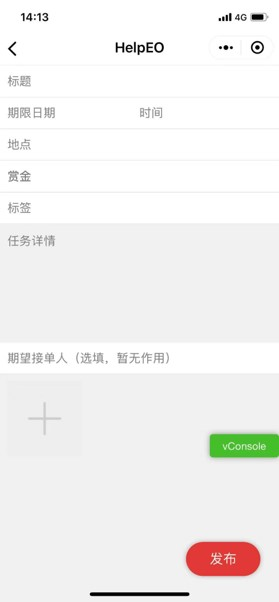 14:13
4G
HelpEO
标题
期限日期 时间
地点
赏金
标签
任务详情
期望接单人（选填，暂无作用）
vConsole
发布